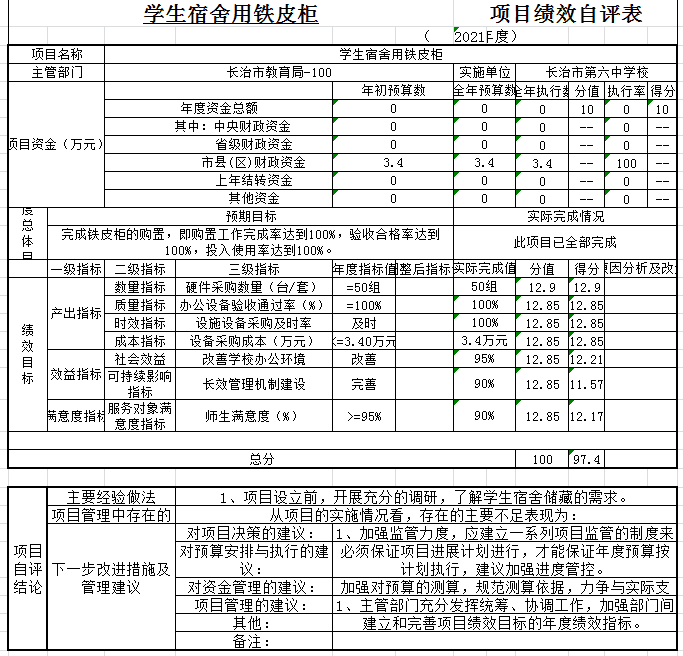 学生宿舍用铁皮柜 项目绩效自评表
（ 2021年度）
项目名称 学生宿舍用铁皮柜
主管部门 长治市教育局-100 实施单位 长治市第六中学校
项目资金（万元） 年初预算数 全年预算数 全年执行数 分值 执行率 得分
年度资金总额 0 0 0 10 0 10
其中：中央财政资金 0 0 0 -- 0 --
省级财政资金 0 0 0 -- 0 --
市县(区)财政资金 3.4 3.4 3.4 -- 100 --
上年结转资金 0 0 0 -- 0 --
其他资金 0 0 0 -- 0 --
度总体目 预期目标 实际完成情况
完成铁皮柜的购置，即购置工作完成率达到100%，验收合格率达到
100%，投入使用率达到100%。
此项目已全部完成
绩效目标 一级指标 二级指标 三级指标 年度指标值 整后指标 实际完成值 分值 得分 原因分析及改
产出指标 数量指标 硬件采购数量（台/套） =50组 50组 12.9 12.9
质量指标 办公设备验收通过率（%） =100% 100% 12.85 12.85
时效指标 设施设备采购及时率 及时 100% 12.85 12.85
成本指标 设备采购成本（万元） <=3.40万元 3.4万元 12.85 12.85
效益指标 社会效益 改善学校办公环境 改善 95% 12.85 12.21
可持续影响
指标 长效管理机制建设 完善 90% 12.85 11.57
满意度指标 服务对象满
意度指标 师生满意度（%） >=95% 90% 12.85 12.17
总分 100 97.4
项目自评结论 主要经验做法 1、项目设立前，开展充分的调研，了解学生宿舍储藏的需求。
项目管理中存在的 从项目的实施情况看，存在的主要不足表现为：
下一步改进措施及
管理建议
对项目决策的建议： 1、加强监管力度，应建立一系列项目监管的制度来
对预算安排与执行的建
议： 必须保证项目进展计划进行，才能保证年度预算按
计划执行，建议加强进度管控。
对资金管理的建议： 加强对预算的测算，规范测算依据，力争与实际支
项目管理的建议： 1、主管部门充分发挥统筹、协调工作，加强部门间
其他： 建立和完善项目绩效目标的年度绩效指标。
备注：